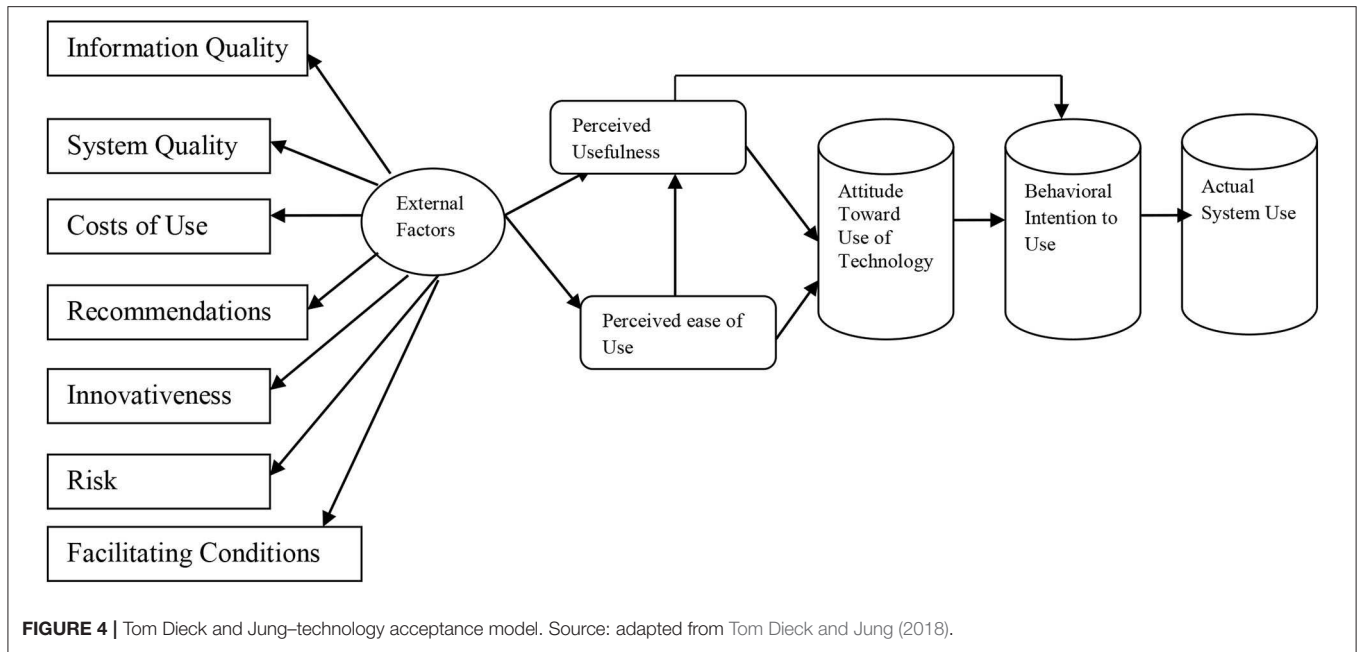 Information Quality
System Quality
Costs of Use
Recommendations
Innovativeness
Risk
Facilitating Conditions
External
Factors
Perceived
Usefulness
Perceived ease of
Use
Attitude
Toward
Use of
Technology
Behavioral
Intention to
Use
Actual
System Use
FIGURE 4 | Tom Dieck and Jung–technology acceptance model. Source: adapted from Tom Dieck and Jung (2018).